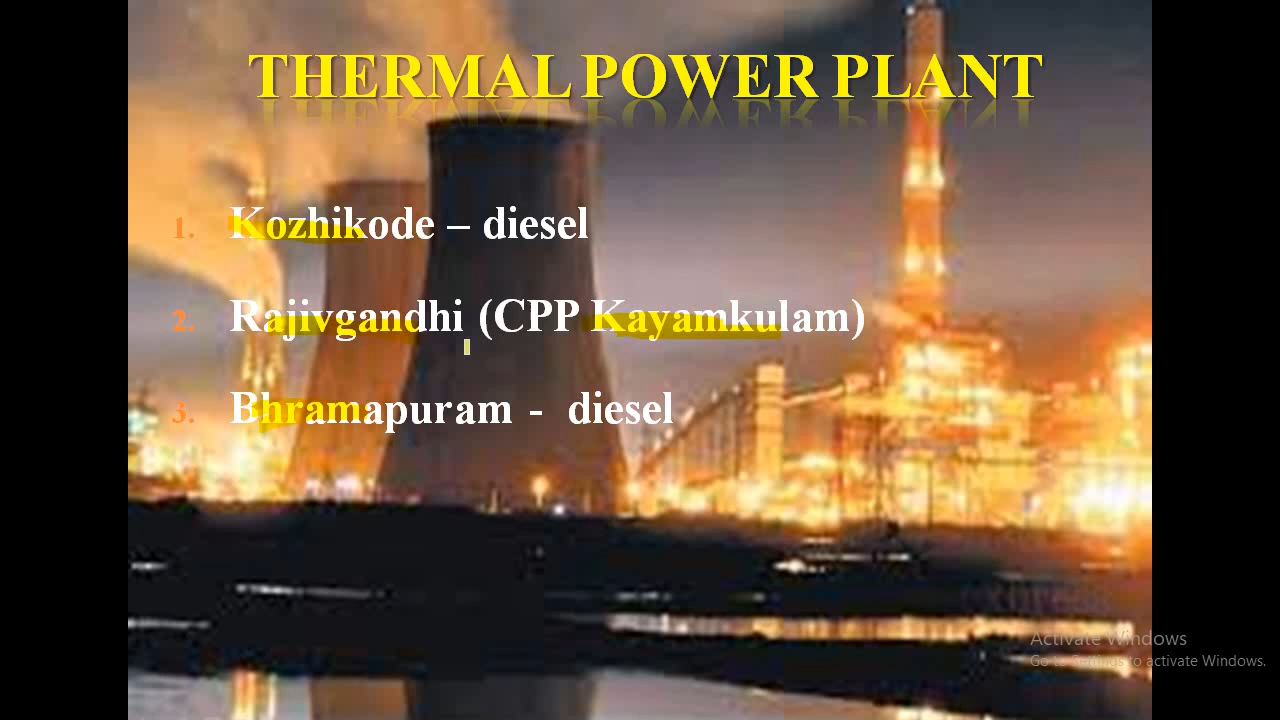 THERMAL POWER PLANT
1. Kozhikode – diesel
2. Rajivgandhi (CPP Kayamkulam)
3. Bhramapuram - diesel
Activate Windows
Go to Settings to activate Windows.